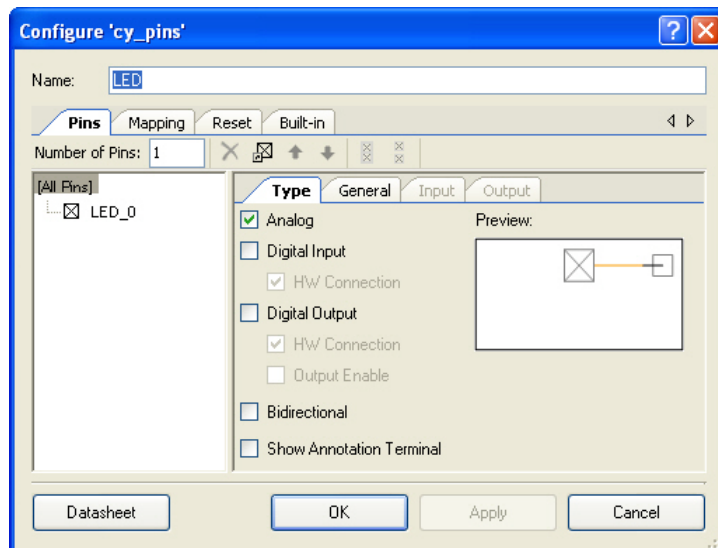 Configure 'cy_pins'
Name: LED
Pins Mapping Reset Built-in
Number of Pins: 1
[All Pins]
LED_0
Type General Input Output
Analog
Preview:
Digital Input
HW Connection
Digital Output
HW Connection
Output Enable
Bidirectional
Show Annotation Terminal
Datasheet OK Apply Cancel